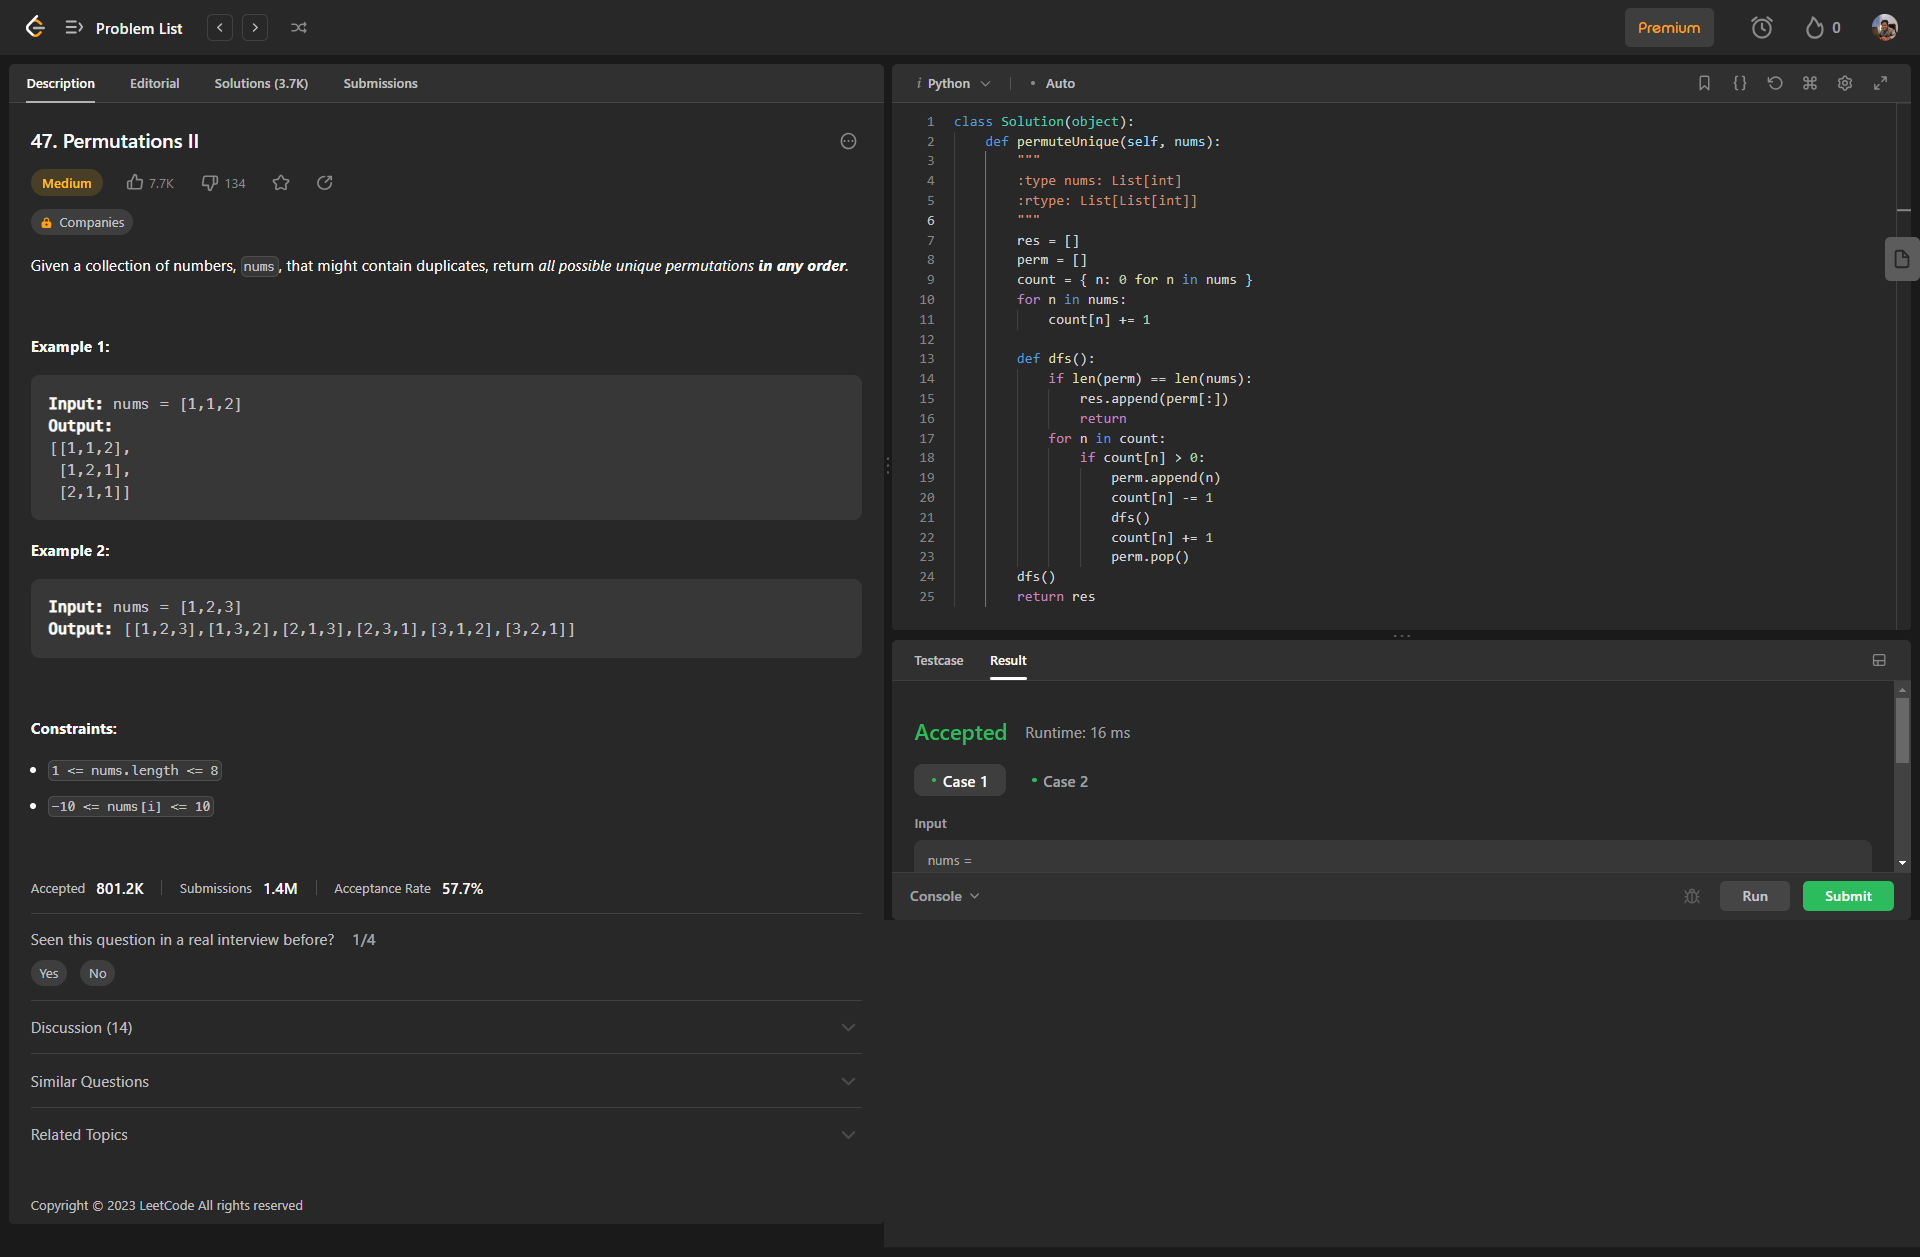 Problem List
Premium
0
Description Editorial Solutions (3.7K) Submissions
47. Permutations II
Medium 7.7K 134
Companies
Given a collection of numbers, nums, that might contain duplicates, return all possible unique permutations in any order.
Example 1:
Input: nums = [1,1,2]
Output:
[[1,1,2],
[1,2,1],
[2,1,1]]
Example 2:
Input: nums = [1,2,3]
Output: [[1,2,3],[1,3,2],[2,1,3],[2,3,1],[3,1,2],[3,2,1]]
Constraints:
1 <= nums.length <= 8
-10 <= nums[i] <= 10
Accepted 801.2K Submissions 1.4M Acceptance Rate 57.7%
Seen this question in a real interview before? 1/4
Yes No
Discussion (14)
Similar Questions
Related Topics
Copyright © 2023 LeetCode All rights reserved
i Python • Auto
1 class Solution(object):
2 def permuteUnique(self, nums):
3 """
4 :type nums: List[int]
5 :rtype: List[List[int]]
6 """
7 res = []
8 perm = []
9 count = { n: 0 for n in nums }
10 for n in nums:
11 count[n] += 1
12
13 def dfs():
14 if len(perm) == len(nums):
15 res.append(perm[:])
16 return
17 for n in count:
18 if count[n] > 0:
19 perm.append(n)
20 count[n] -= 1
21 dfs()
22 count[n] += 1
23 perm.pop()
24 dfs()
25 return res
Testcase Result
Accepted Runtime: 16 ms
• Case 1 • Case 2
Input
nums =
Console Run Submit